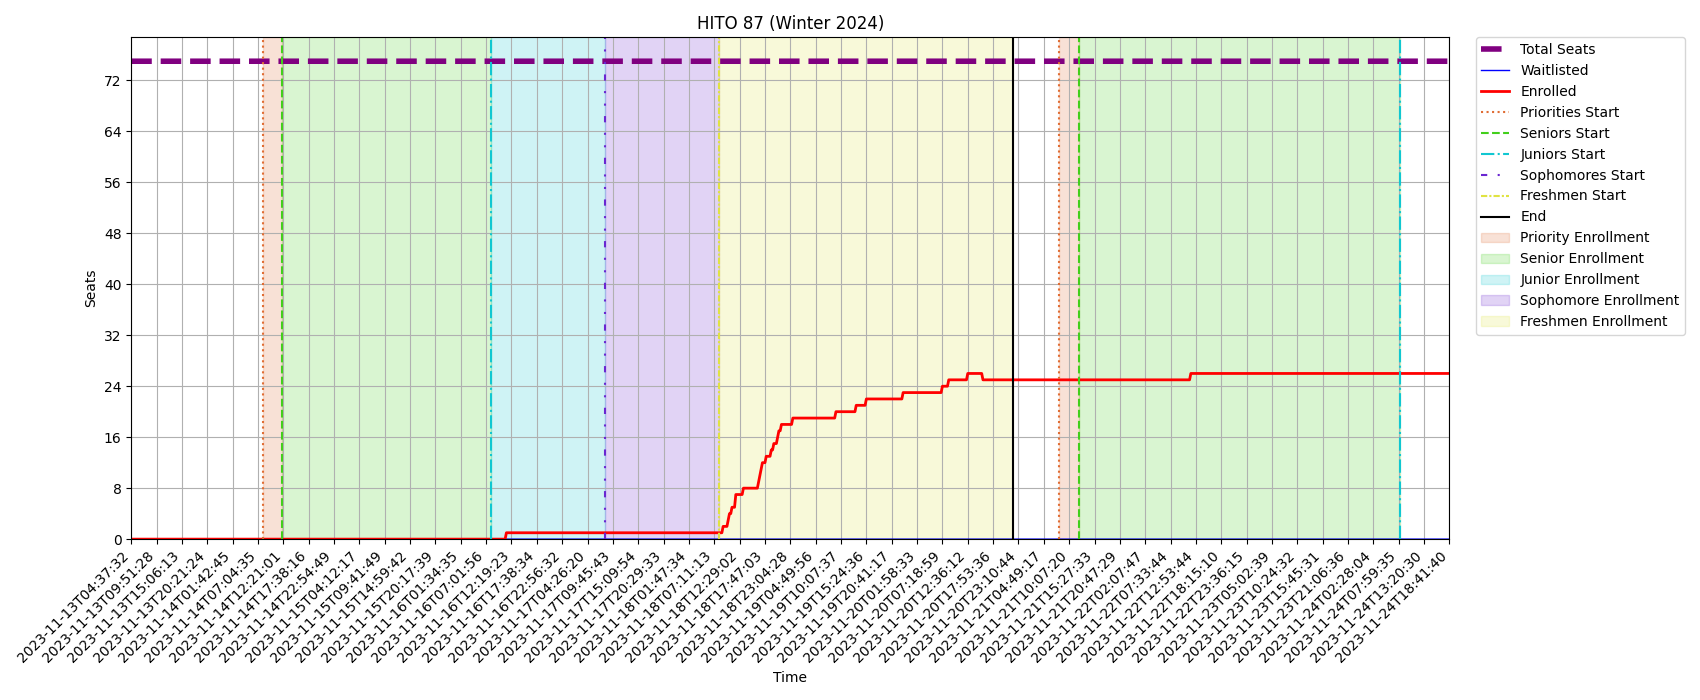 HITO 87 (Winter 2024)
Seats
72
64
56
48
40
32
24
16
8
0
2023-11-13T04:37:32
2023-11-13T09:51:28
2023-11-13T15:06:13
2023-11-13T20:21:24
2023-11-14T01:42:45
2023-11-14T07:04:35
2023-11-14T12:21:01
2023-11-14T17:38:16
2023-11-14T22:54:49
2023-11-15T04:12:17
2023-11-15T09:41:49
2023-11-15T14:59:42
2023-11-15T20:17:39
2023-11-16T01:34:35
2023-11-16T07:01:56
2023-11-16T12:19:23
2023-11-16T17:38:34
2023-11-16T22:56:32
2023-11-17T04:26:20
2023-11-17T09:45:43
2023-11-17T15:09:54
2023-11-17T20:29:33
2023-11-18T01:47:34
2023-11-18T07:11:13
2023-11-18T12:29:02
2023-11-18T17:47:03
2023-11-18T23:04:28
2023-11-19T04:49:56
2023-11-19T10:07:37
2023-11-19T15:24:36
2023-11-19T20:41:17
2023-11-20T01:58:33
2023-11-20T07:18:59
2023-11-20T12:36:12
2023-11-20T17:53:36
2023-11-20T23:10:44
2023-11-21T04:49:17
2023-11-21T10:07:20
2023-11-21T15:27:33
2023-11-21T20:47:29
2023-11-22T02:07:47
2023-11-22T07:33:44
2023-11-22T12:53:44
2023-11-22T18:15:10
2023-11-22T23:36:15
2023-11-23T05:02:39
2023-11-23T10:24:32
2023-11-23T15:45:31
2023-11-23T21:06:36
2023-11-24T02:28:04
2023-11-24T07:59:35
2023-11-24T13:20:30
2023-11-24T18:41:40
Time
Total Seats
Waitlisted
Enrolled
Priorities Start
Seniors Start
Juniors Start
Sophomores Start
Freshmen Start
End
Priority Enrollment
Senior Enrollment
Junior Enrollment
Sophomore Enrollment
Freshmen Enrollment